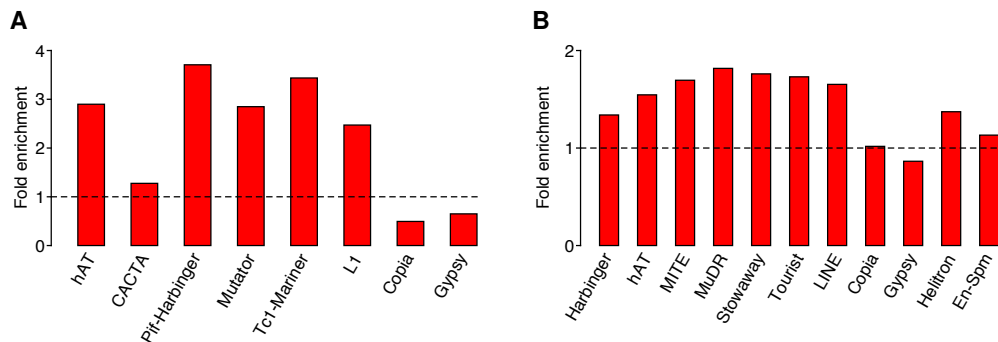 A
Fold enrichment
4
3
2
1
0
hAT
CACTA
Pif-Harbinger
Mutator
Tc1-Mariner
L1
Copia
Gypsy
B
Fold enrichment
2
1
0
Harbinger
hAT
MITE
MuDR
Stowaway
Tourist
LINE
Copia
Gypsy
Helitron
En-Spm